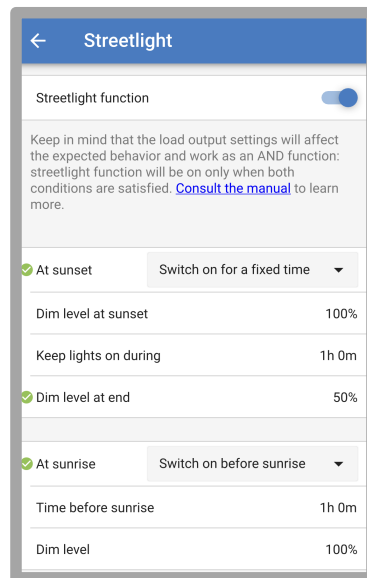 Streetlight
Streetlight function
Keep in mind that the load output settings will affect
the expected behavior and work as an AND function:
streetlight function will be on only when both
conditions are satisfied. Consult the manual to learn
more.
At sunset Switch on for a fixed time
Dim level at sunset 100%
Keep lights on during 1h 0m
Dim level at end 50%
At sunrise Switch on before sunrise
Time before sunrise 1h 0m
Dim level 100%